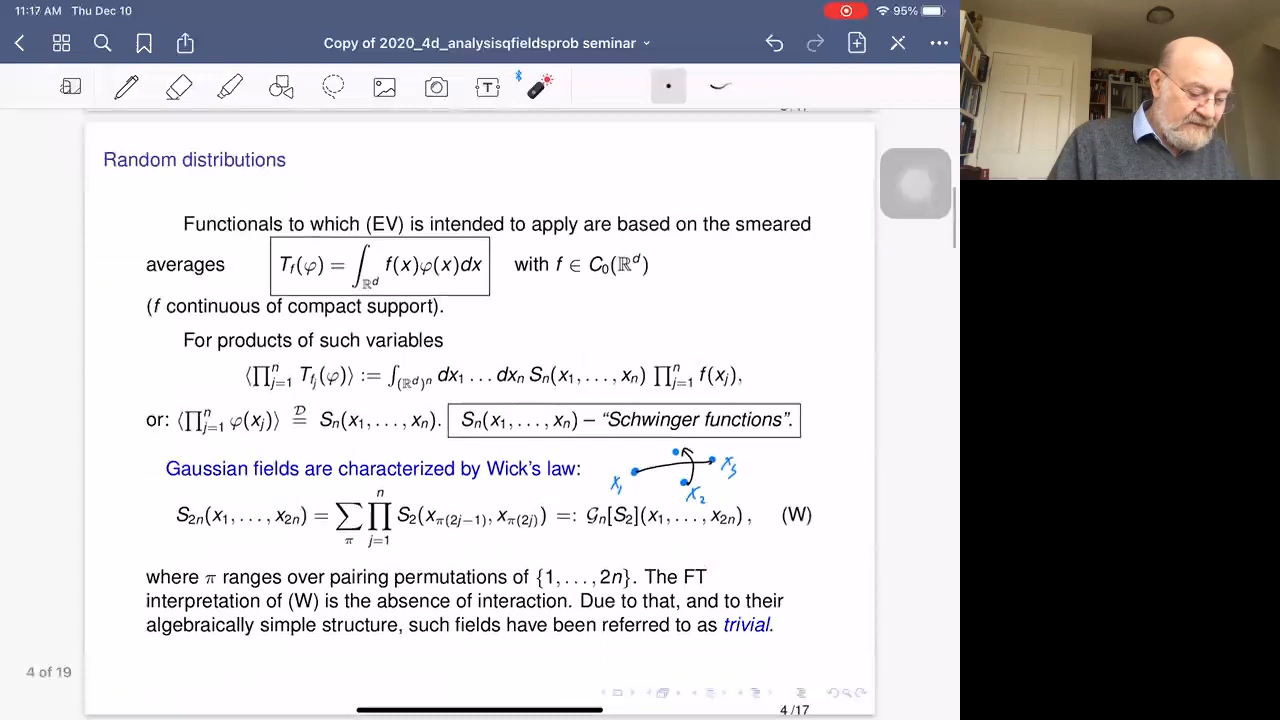 11:17 AM Thu Dec 10
95%
Copy of 2020_4d_analysisqfieldsprob seminar
T
Random distributions
Functionals to which (EV) is intended to apply are based on the smeared
averages T_f(φ) = ∫_{ℝ^d} f(x)φ(x)dx with f ∈ C_0(ℝ^d)
(f continuous of compact support).
For products of such variables
⟨∏_{j=1}^n T_{f_j}(φ)⟩ := ∫_{(ℝ^d)^n} dx_1 … dx_n S_n(x_1, …, x_n) ∏_{j=1}^n f(x_j),
or: ⟨∏_{j=1}^n φ(x_j)⟩ =^𝒟 S_n(x_1, …, x_n). S_n(x_1, …, x_n) – “Schwinger functions”.
Gaussian fields are characterized by Wick's law:
x_1 x_2 x_3
S_{2n}(x_1, …, x_{2n}) = ∑_π ∏_{j=1}^n S_2(x_{π(2j−1)}, x_{π(2j)}) =: 𝒢_n[S_2](x_1, …, x_{2n}) , (W)
where π ranges over pairing permutations of {1, …, 2n}. The FT
interpretation of (W) is the absence of interaction. Due to that, and to their
algebraically simple structure, such fields have been referred to as trivial.
4 of 19
4 / 17